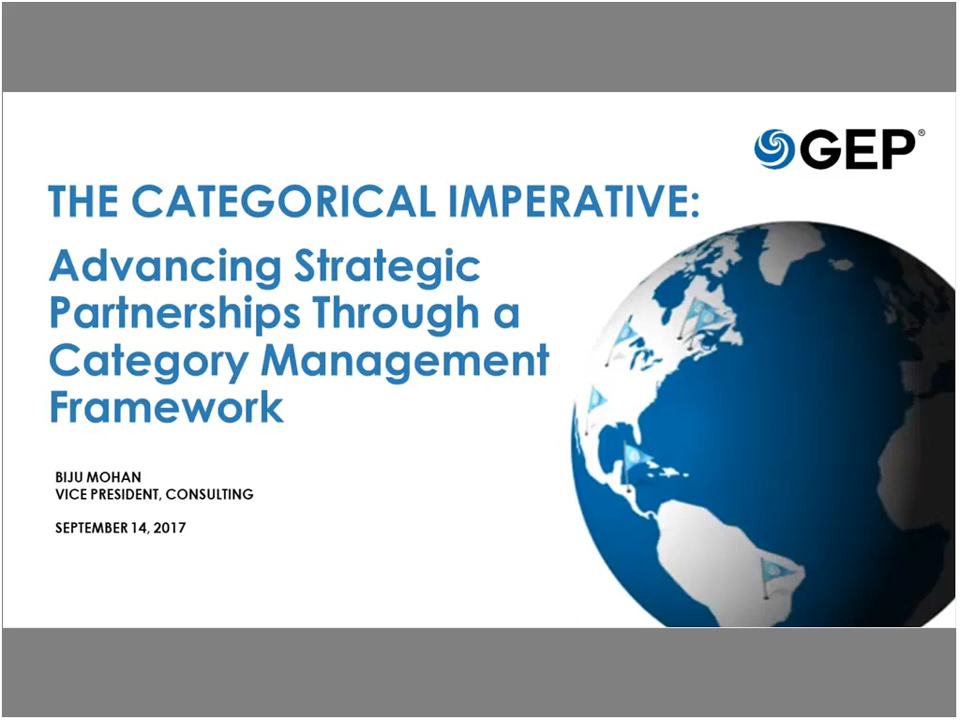 GEP®
THE CATEGORICAL IMPERATIVE:
Advancing Strategic
Partnerships Through a
Category Management
Framework
BIJU MOHAN
VICE PRESIDENT, CONSULTING
SEPTEMBER 14, 2017